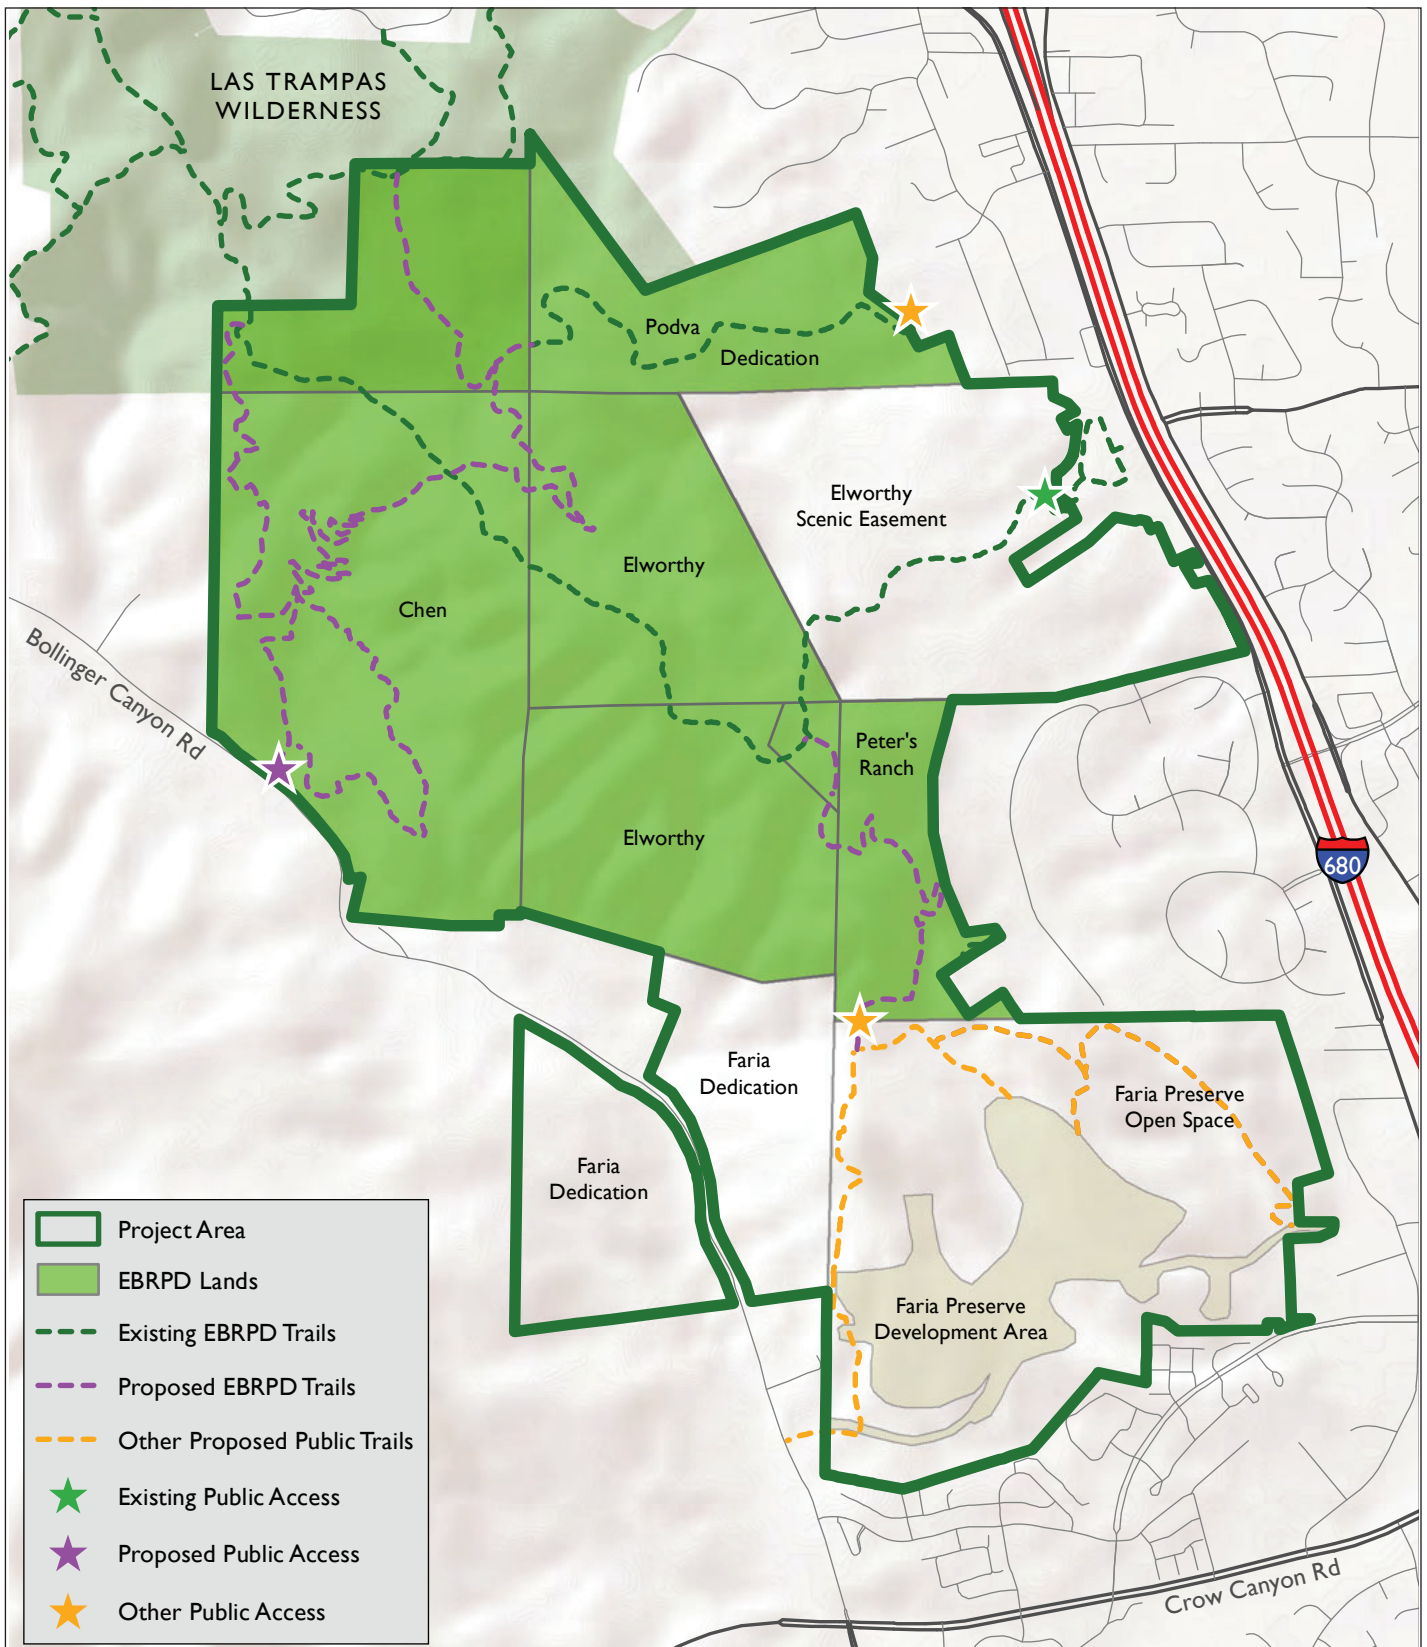 LAS TRAMPAS
WILDERNESS
Podva
Dedication
Elworthy
Scenic Easement
Elworthy
Chen
Bollinger Canyon Rd
Peter's
Ranch
Elworthy
680
Faria
Dedication
Faria Preserve
Open Space
Faria
Dedication
Faria Preserve
Development Area
Crow Canyon Rd
Project Area
EBRPD Lands
Existing EBRPD Trails
Proposed EBRPD Trails
Other Proposed Public Trails
Existing Public Access
Proposed Public Access
Other Public Access